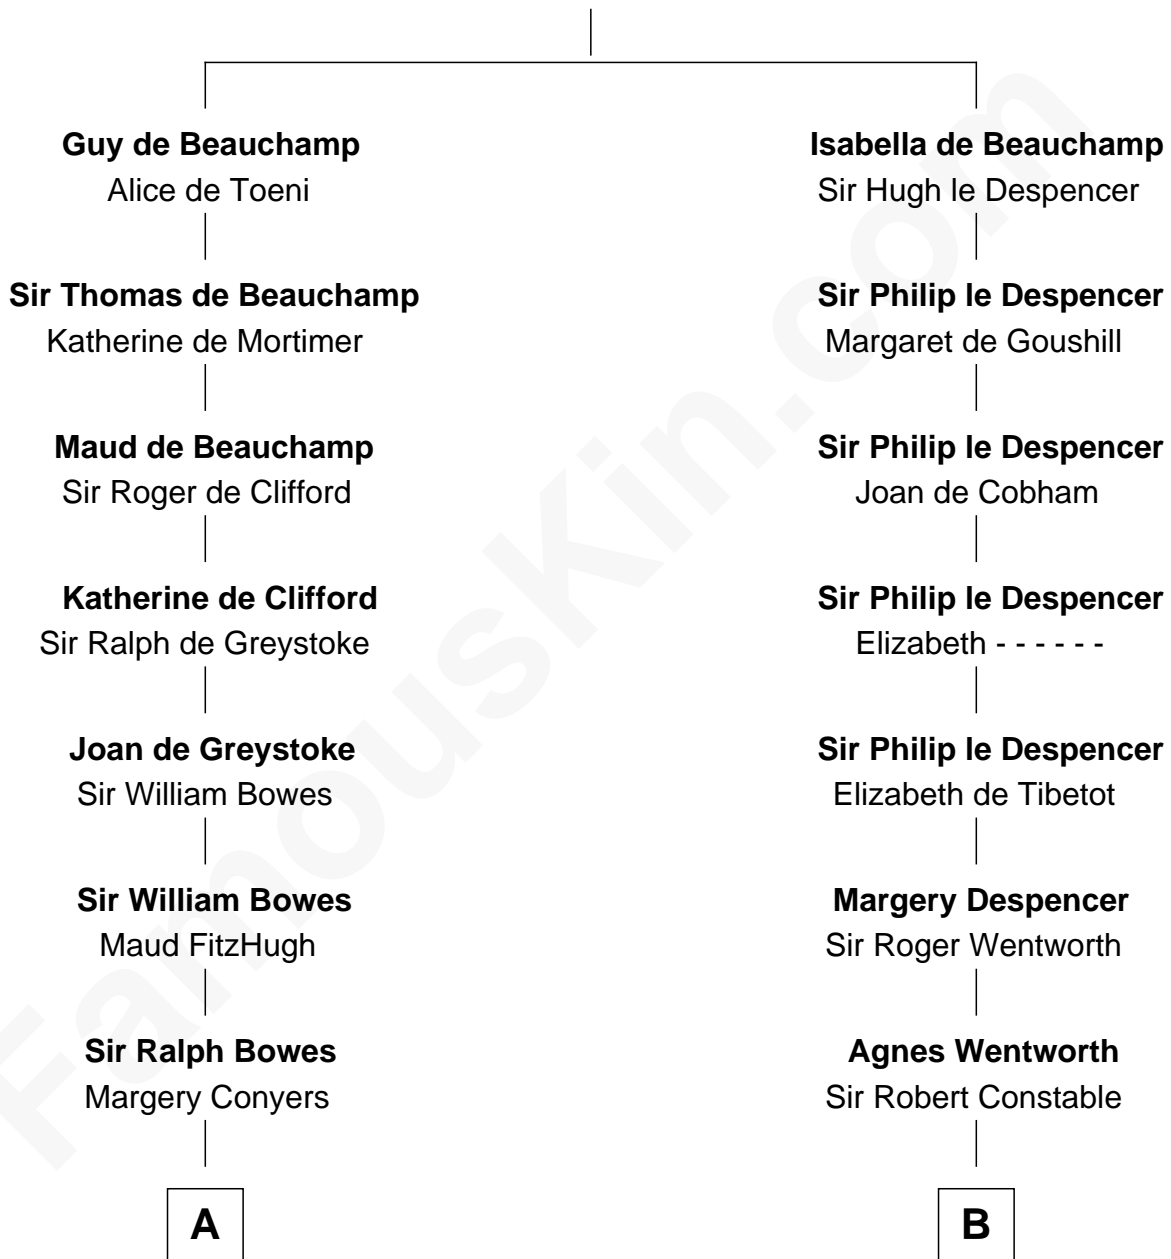 Guy de Beauchamp
Alice de Toeni
Isabella de Beauchamp
Sir Hugh le Despencer
Sir Thomas de Beauchamp
Katherine de Mortimer
Sir Philip le Despencer
Margaret de Goushill
Maud de Beauchamp
Sir Roger de Clifford
Sir Philip le Despencer
Joan de Cobham
Katherine de Clifford
Sir Ralph de Greystoke
Sir Philip le Despencer
Elizabeth - - - - - -
Joan de Greystoke
Sir William Bowes
Sir Philip le Despencer
Elizabeth de Tibetot
Sir William Bowes
Maud FitzHugh
Margery Despencer
Sir Roger Wentworth
Sir Ralph Bowes
Margery Conyers
Agnes Wentworth
Sir Robert Constable
A
B
FamousKin.com